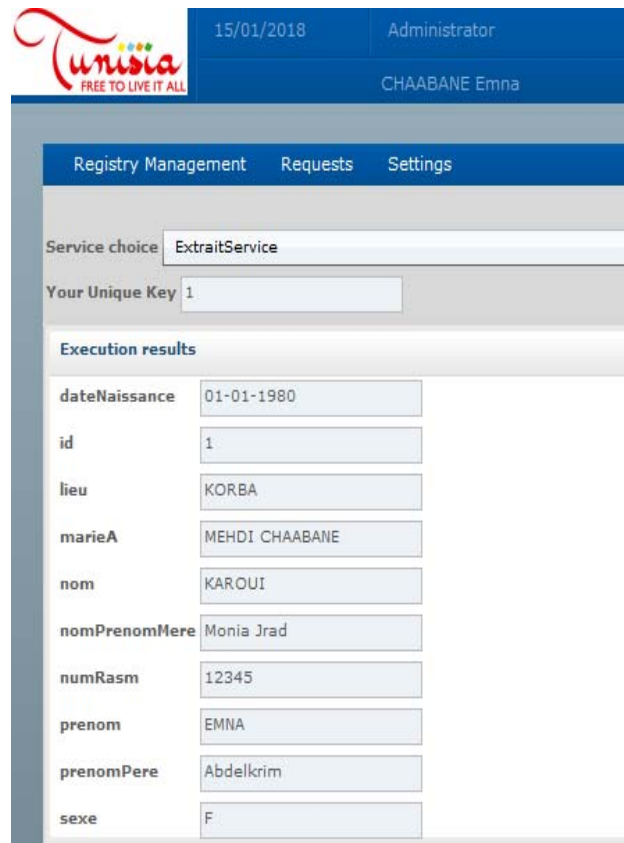 Tunisia
FREE TO LIVE IT ALL
15/01/2018 Administrator
CHAABANE Emna
Registry Management Requests Settings
Service choice ExtraitService
Your Unique Key 1
Execution results
dateNaissance 01-01-1980
id 1
lieu KORBA
marieA MEHDI CHAABANE
nom KAROUI
nomPrenomMere Monia Jrad
numRasm 12345
prenom EMNA
prenomPere Abdelkrim
sexe F